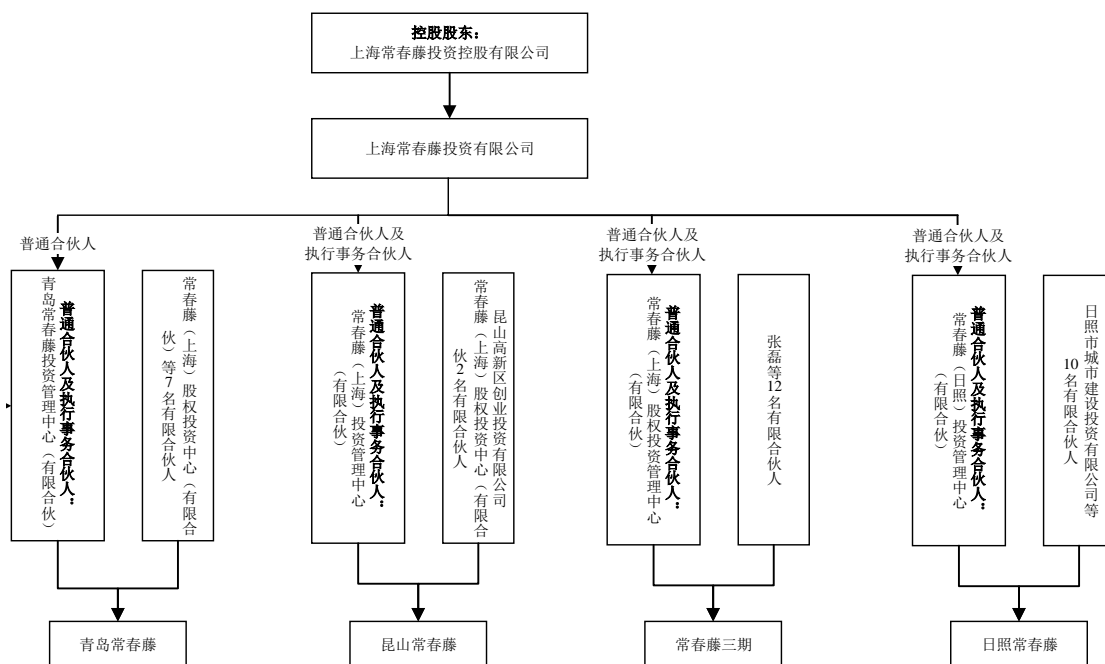 控股股东：
上海常春藤投资控股有限公司
上海常春藤投资有限公司
普通合伙人
普通合伙人及
执行事务合伙人
普通合伙人及
执行事务合伙人
普通合伙人及
执行事务合伙人
普通合伙人及执行事务合伙人：
青岛常春藤投资管理中心（有限合伙）
常春藤（上海）股权投资中心（有限合
伙）等7名有限合伙人
普通合伙人及执行事务合伙人：
常春藤（上海）投资管理中心
（有限合伙）
昆山高新区创业投资有限公司
常春藤（上海）股权投资中心（有限合
伙2名有限合伙人
普通合伙人及执行事务合伙人：
常春藤（上海）股权投资管理中心
（有限合伙）
张磊等12名有限合伙人
普通合伙人及执行事务合伙人：
常春藤（日照）投资管理中心
（有限合伙）
日照市城市建设投资有限公司等
10名有限合伙人
青岛常春藤
昆山常春藤
常春藤三期
日照常春藤